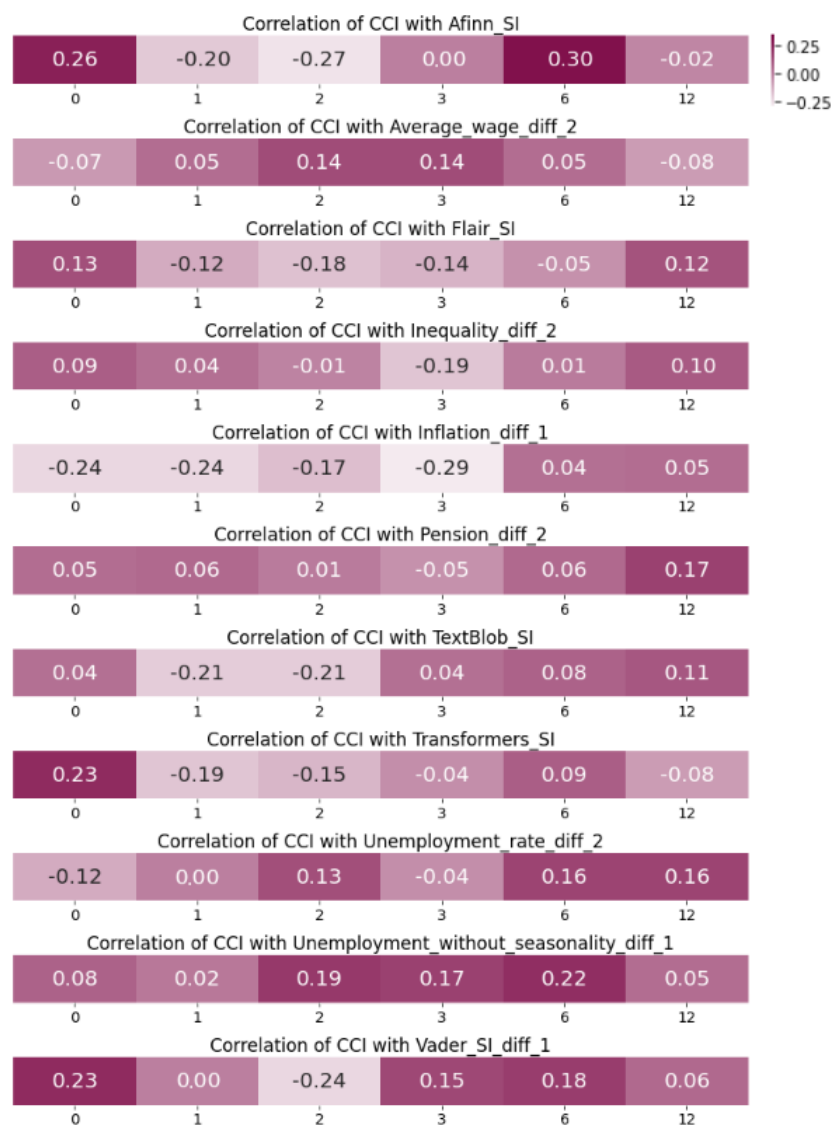 Correlation of CCI with Afinn_SI
0.26 -0.20 -0.27 0.00 0.30 -0.02
0 1 2 3 6 12
0.25
0.00
−0.25
Correlation of CCI with Average_wage_diff_2
-0.07 0.05 0.14 0.14 0.05 -0.08
0 1 2 3 6 12
Correlation of CCI with Flair_SI
0.13 -0.12 -0.18 -0.14 -0.05 0.12
0 1 2 3 6 12
Correlation of CCI with Inequality_diff_2
0.09 0.04 -0.01 -0.19 0.01 0.10
0 1 2 3 6 12
Correlation of CCI with Inflation_diff_1
-0.24 -0.24 -0.17 -0.29 0.04 0.05
0 1 2 3 6 12
Correlation of CCI with Pension_diff_2
0.05 0.06 0.01 -0.05 0.06 0.17
0 1 2 3 6 12
Correlation of CCI with TextBlob_SI
0.04 -0.21 -0.21 0.04 0.08 0.11
0 1 2 3 6 12
Correlation of CCI with Transformers_SI
0.23 -0.19 -0.15 -0.04 0.09 -0.08
0 1 2 3 6 12
Correlation of CCI with Unemployment_rate_diff_2
-0.12 0.00 0.13 -0.04 0.16 0.16
0 1 2 3 6 12
Correlation of CCI with Unemployment_without_seasonality_diff_1
0.08 0.02 0.19 0.17 0.22 0.05
0 1 2 3 6 12
Correlation of CCI with Vader_SI_diff_1
0.23 0.00 -0.24 0.15 0.18 0.06
0 1 2 3 6 12